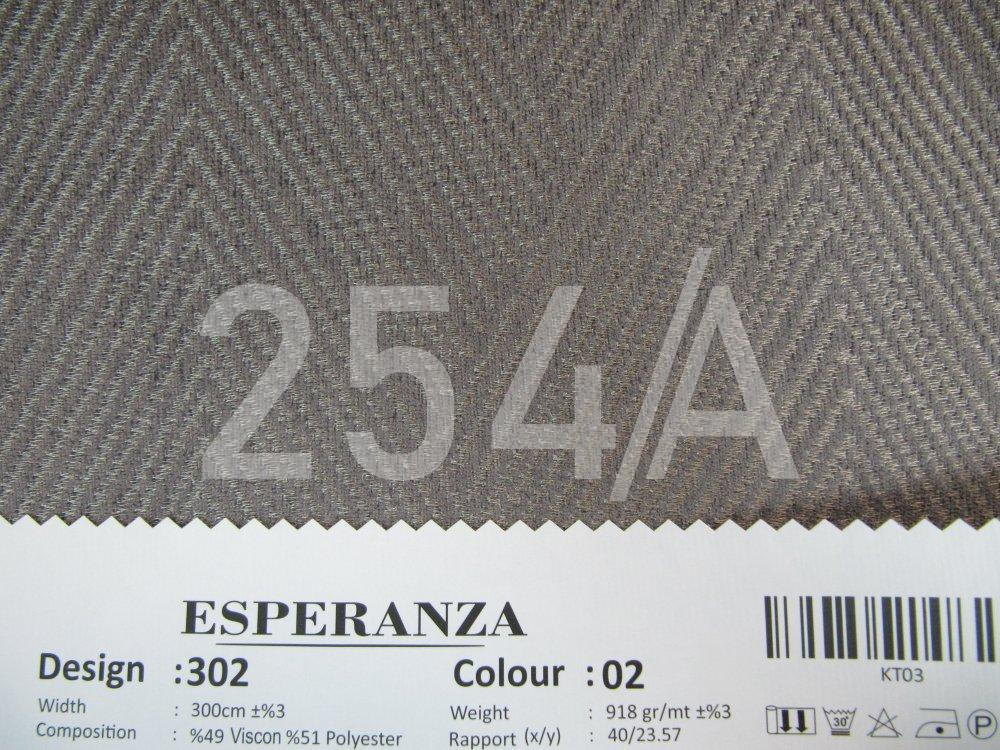 254/A
ESPERANZA
Design :302 Colour :02
Width : 300cm ±%3 Weight : 918 gr/mt ±%3
Composition : %49 Viscon %51 Polyester Rapport (x/y) : 40/23.57
KT03
30°
P